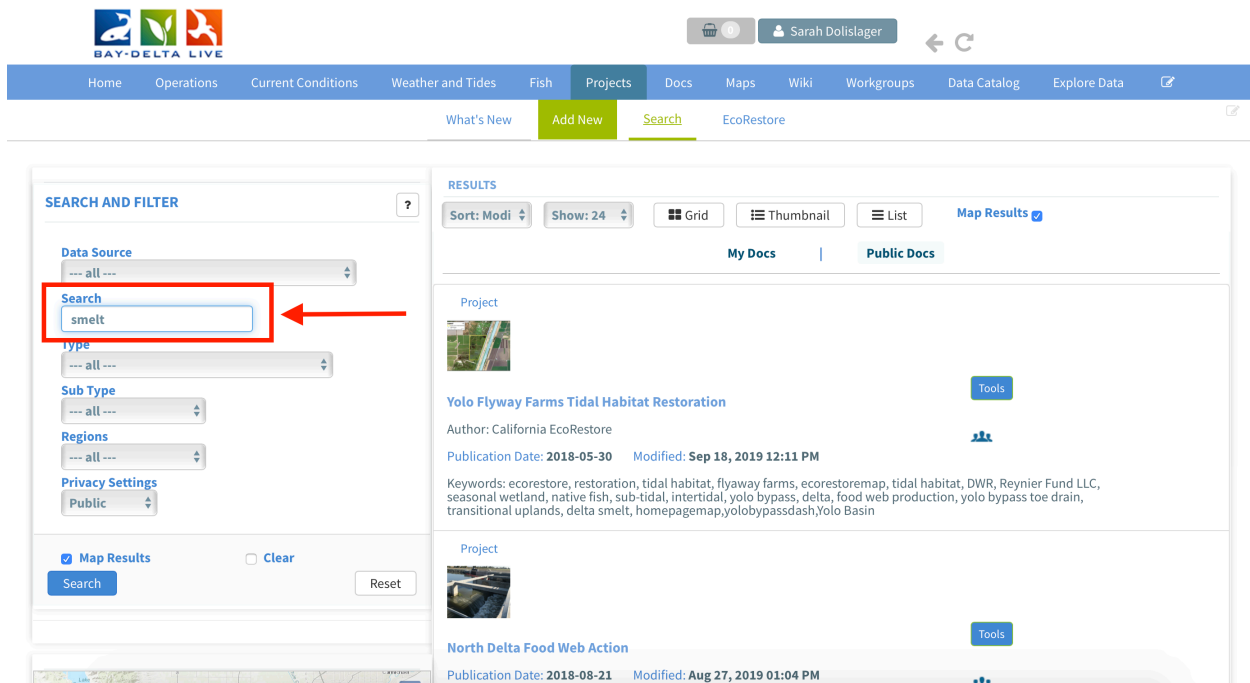 BAY-DELTA LIVE
0
Sarah Dolislager
Home Operations Current Conditions Weather and Tides Fish Projects Docs Maps Wiki Workgroups Data Catalog Explore Data
What's New Add New Search EcoRestore
SEARCH AND FILTER
?
Data Source
--- all ---
Search
smelt
Type
--- all ---
Sub Type
--- all ---
Regions
--- all ---
Privacy Settings
Public
Map Results Clear
Search Reset
RESULTS
Sort: Modi Show: 24 Grid Thumbnail List Map Results
My Docs | Public Docs
Project
Tools
Yolo Flyway Farms Tidal Habitat Restoration
Author: California EcoRestore
Publication Date: 2018-05-30 Modified: Sep 18, 2019 12:11 PM
Keywords: ecorestore, restoration, tidal habitat, flyaway farms, ecorestoremap, tidal habitat, DWR, Reynier Fund LLC,
seasonal wetland, native fish, sub-tidal, intertidal, yolo bypass, delta, food web production, yolo bypass toe drain,
transitional uplands, delta smelt, homepagemap,yolobypassdash,Yolo Basin
Project
Tools
North Delta Food Web Action
Publication Date: 2018-08-21 Modified: Aug 27, 2019 01:04 PM